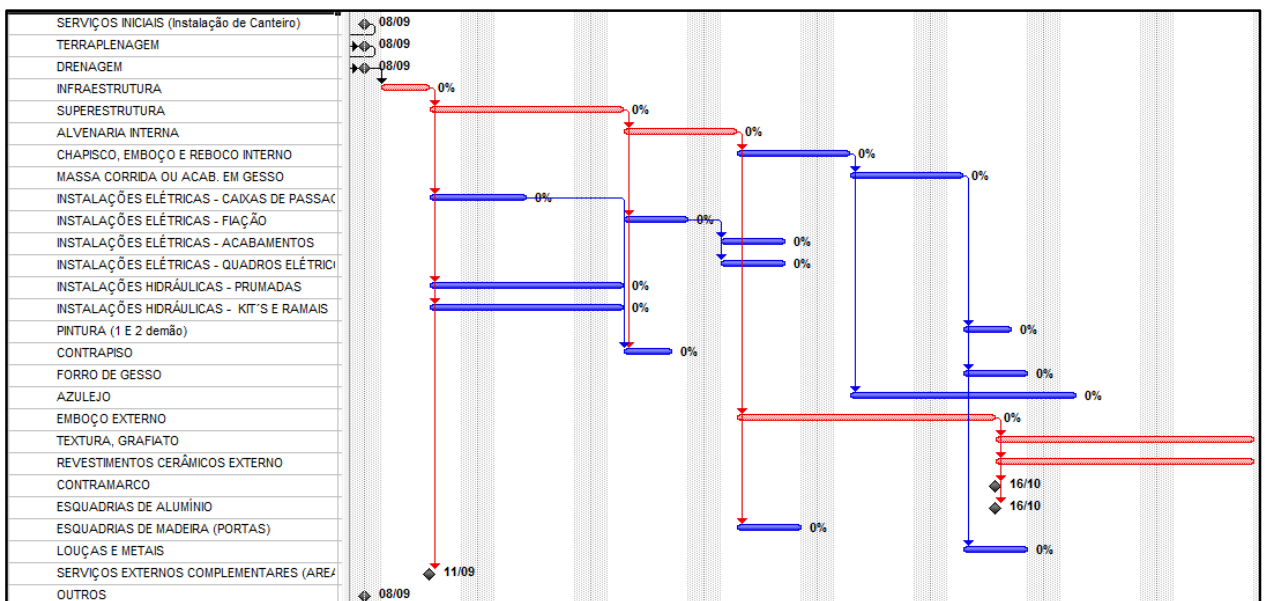 SERVIÇOS INICIAIS (Instalação de Canteiro) 08/09
TERRAPLENAGEM 08/09
DRENAGEM 08/09
INFRAESTRUTURA 0%
SUPERESTRUTURA 0%
ALVENARIA INTERNA 0%
CHAPISCO, EMBOÇO E REBOCO INTERNO 0%
MASSA CORRIDA OU ACAB. EM GESSO 0%
INSTALAÇÕES ELÉTRICAS - CAIXAS DE PASSAG 0%
INSTALAÇÕES ELÉTRICAS - FIAÇÃO 0%
INSTALAÇÕES ELÉTRICAS - ACABAMENTOS 0%
INSTALAÇÕES ELÉTRICAS - QUADROS ELÉTRICO 0%
INSTALAÇÕES HIDRÁULICAS - PRUMADAS 0%
INSTALAÇÕES HIDRÁULICAS - KIT´S E RAMAIS 0%
PINTURA (1 E 2 demão) 0%
CONTRAPISO 0%
FORRO DE GESSO 0%
AZULEJO 0%
EMBOÇO EXTERNO 0%
TEXTURA, GRAFIATO
REVESTIMENTOS CERÂMICOS EXTERNO
CONTRAMARCO 16/10
ESQUADRIAS DE ALUMÍNIO 16/10
ESQUADRIAS DE MADEIRA (PORTAS) 0%
LOUÇAS E METAIS 0%
SERVIÇOS EXTERNOS COMPLEMENTARES (AREA 11/09
OUTROS 08/09